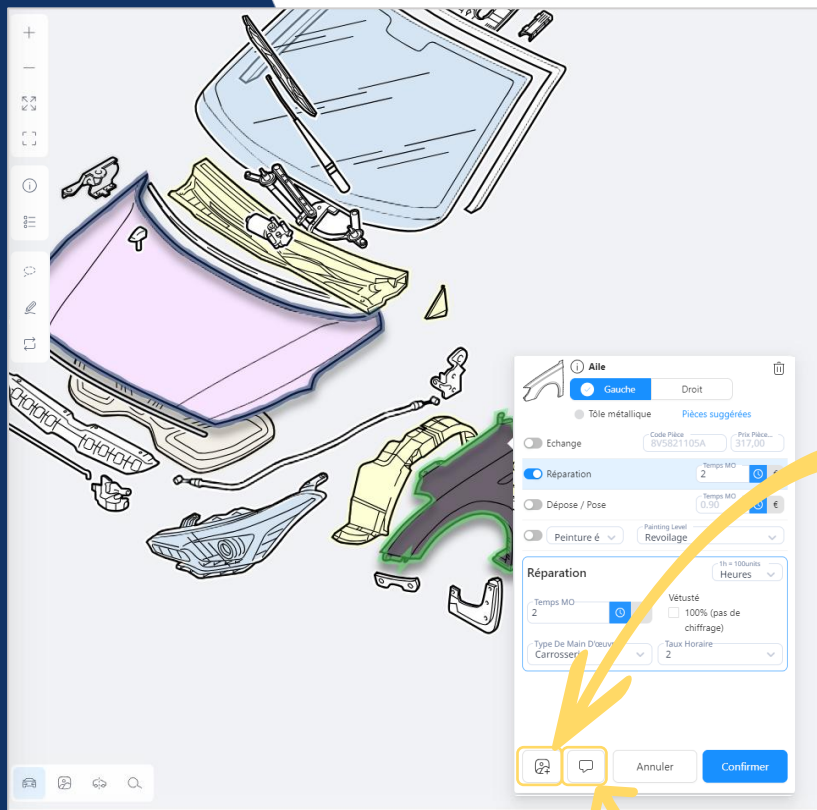 Aile
Gauche
Droit
Tôle métallique
Pièces suggérées
Echange
Code Pièce
8V5821105A
Prix Pièce...
317,00
Réparation
Temps MO
2
€
Dépose / Pose
Temps MO
0.90
€
Peinture é
Painting Level
Revoilage
Réparation
1h = 100units
Heures
Temps MO
2
Vétusté
100% (pas de
chiffrage)
Type De Main D'œuvre
Carrosserie
Taux Horaire
2
Annuler
Confirmer